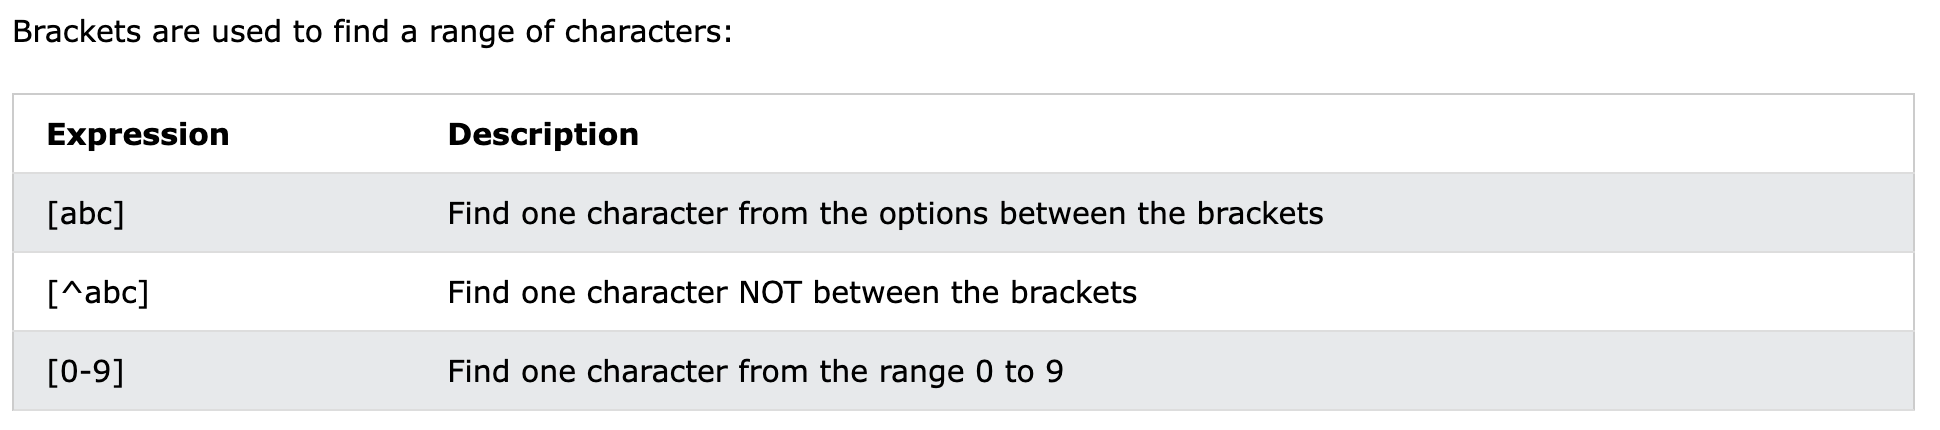 Brackets are used to find a range of characters:
Expression Description
[abc] Find one character from the options between the brackets
[^abc] Find one character NOT between the brackets
[0-9] Find one character from the range 0 to 9